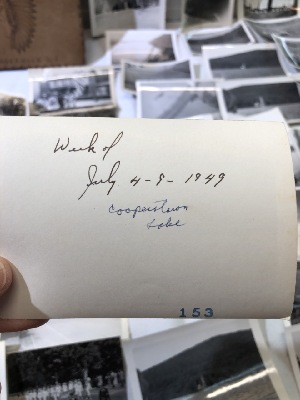 Week of
July 4-9-1949
Cooperstown
Lake
153